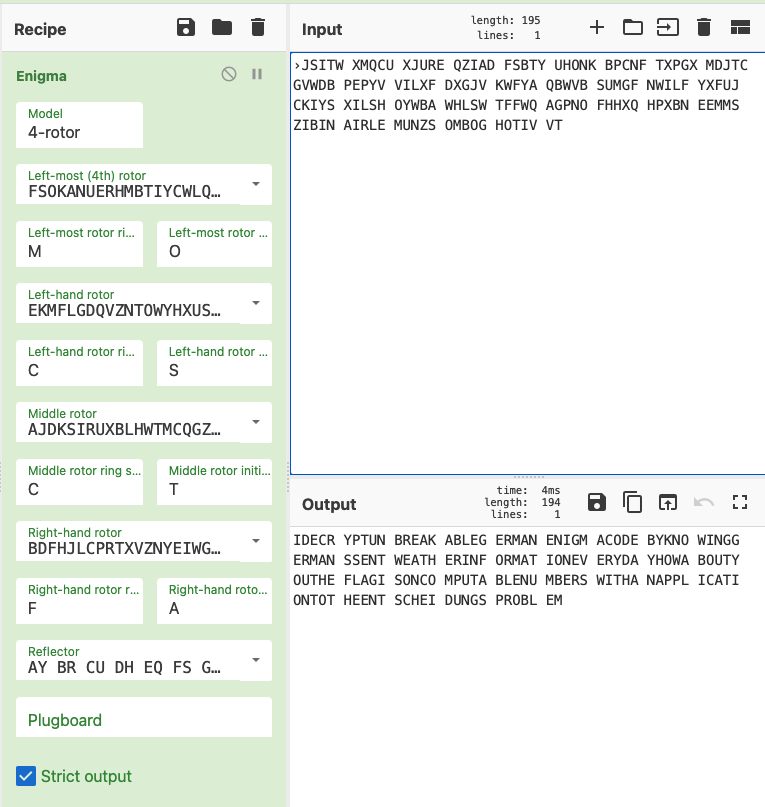 Recipe
Enigma
Model
4-rotor
Left-most (4th) rotor
FSOKANUERHMBTIYCWLQ…
Left-most rotor ri… Left-most rotor …
M O
Left-hand rotor
EKMFLGDQVZNTOWYHXUS…
Left-hand rotor ri… Left-hand rotor …
C S
Middle rotor
AJDKSIRUXBLHWTMCQGZ…
Middle rotor ring s… Middle rotor initi…
C T
Right-hand rotor
BDFHJLCPRTXVZNYEIWG…
Right-hand rotor r… Right-hand roto…
F A
Reflector
AY BR CU DH EQ FS G…
Plugboard
Strict output
Input
length: 195
lines: 1
›JSITW XMQCU XJURE QZIAD FSBTY UHONK BPCNF TXPGX MDJTC
GVWDB PEPYV VILXF DXGJV KWFYA QBWVB SUMGF NWILF YXFUJ
CKIYS XILSH OYWBA WHLSW TFFWQ AGPNO FHHXQ HPXBN EEMMS
ZIBIN AIRLE MUNZS OMBOG HOTIV VT
Output
time: 4ms
length: 194
lines: 1
IDECR YPTUN BREAK ABLEG ERMAN ENIGM ACODE BYKNO WINGG
ERMAN SSENT WEATH ERINF ORMAT IONEV ERYDA YHOWA BOUTY
OUTHE FLAGI SONCO MPUTA BLENU MBERS WITHA NAPPL ICATI
ONTOT HEENT SCHEI DUNGS PROBL EM